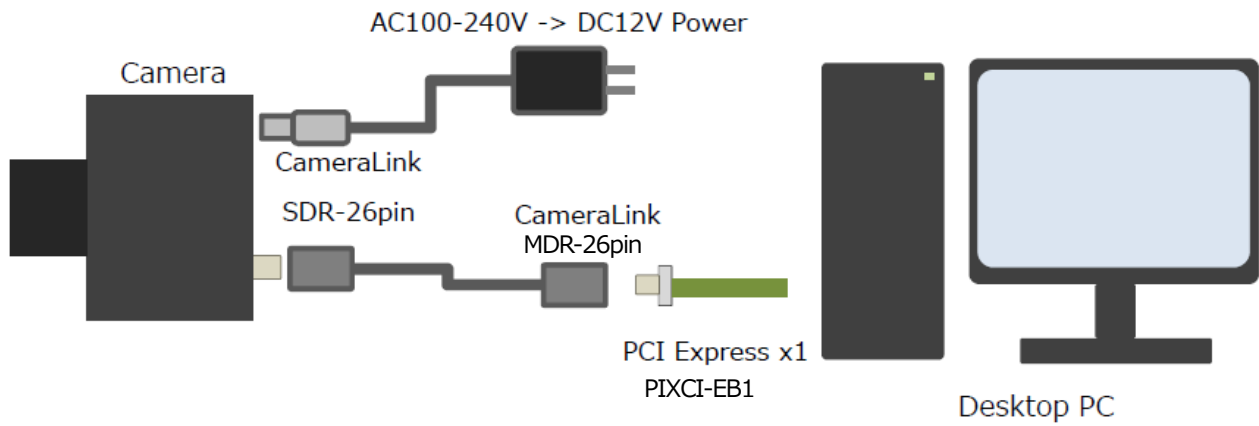 AC100-240V -> DC12V Power
Camera
CameraLink
SDR-26pin
CameraLink
MDR-26pin
PCI Express x1
PIXCI-EB1
Desktop PC